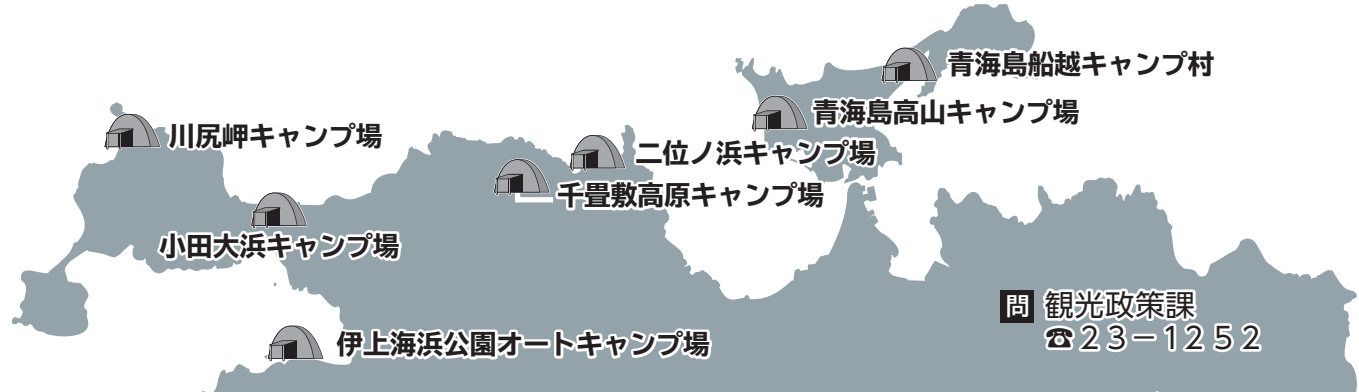 青海島船越キャンプ村
青海島高山キャンプ場
川尻岬キャンプ場
二位ノ浜キャンプ場
千畳敷高原キャンプ場
小田大浜キャンプ場
問 観光政策課
☎23－1252
伊上海浜公園オートキャンプ場